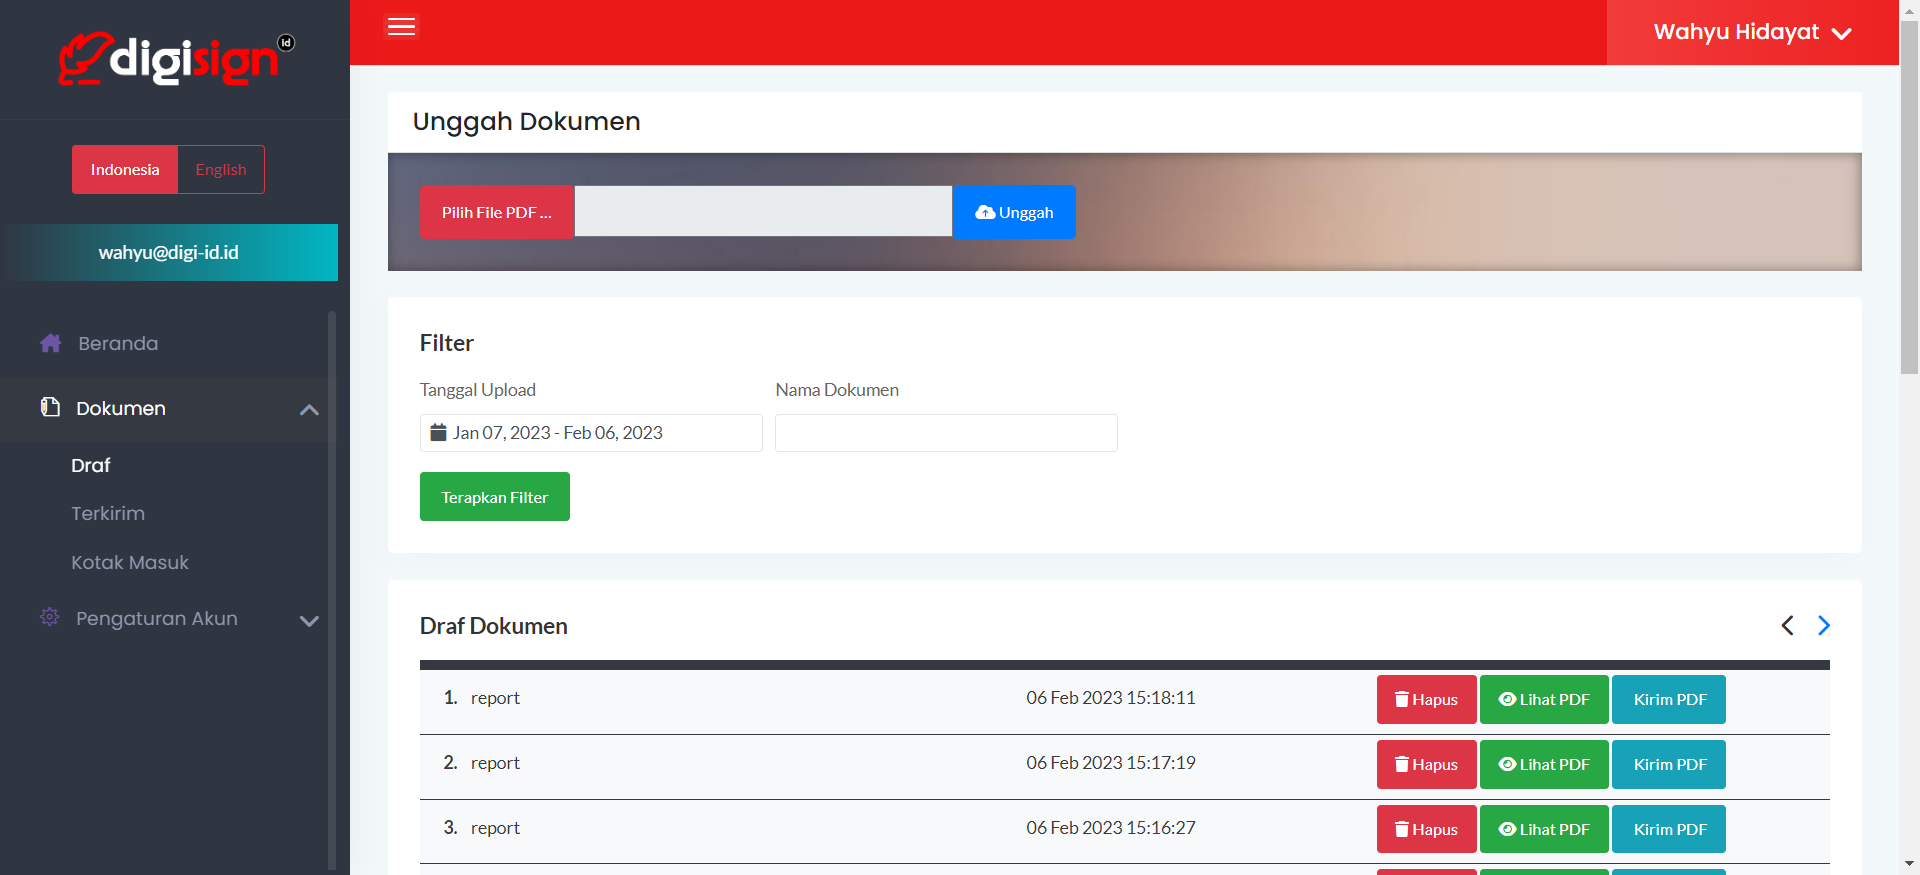 digisign id
Wahyu Hidayat
Indonesia English
wahyu@digi-id.id
Beranda
Dokumen
Draf
Terkirim
Kotak Masuk
Pengaturan Akun
Unggah Dokumen
Pilih File PDF ... Unggah
Filter
Tanggal Upload Nama Dokumen
Jan 07, 2023 - Feb 06, 2023
Terapkan Filter
Draf Dokumen
1. report 06 Feb 2023 15:18:11 Hapus Lihat PDF Kirim PDF
2. report 06 Feb 2023 15:17:19 Hapus Lihat PDF Kirim PDF
3. report 06 Feb 2023 15:16:27 Hapus Lihat PDF Kirim PDF